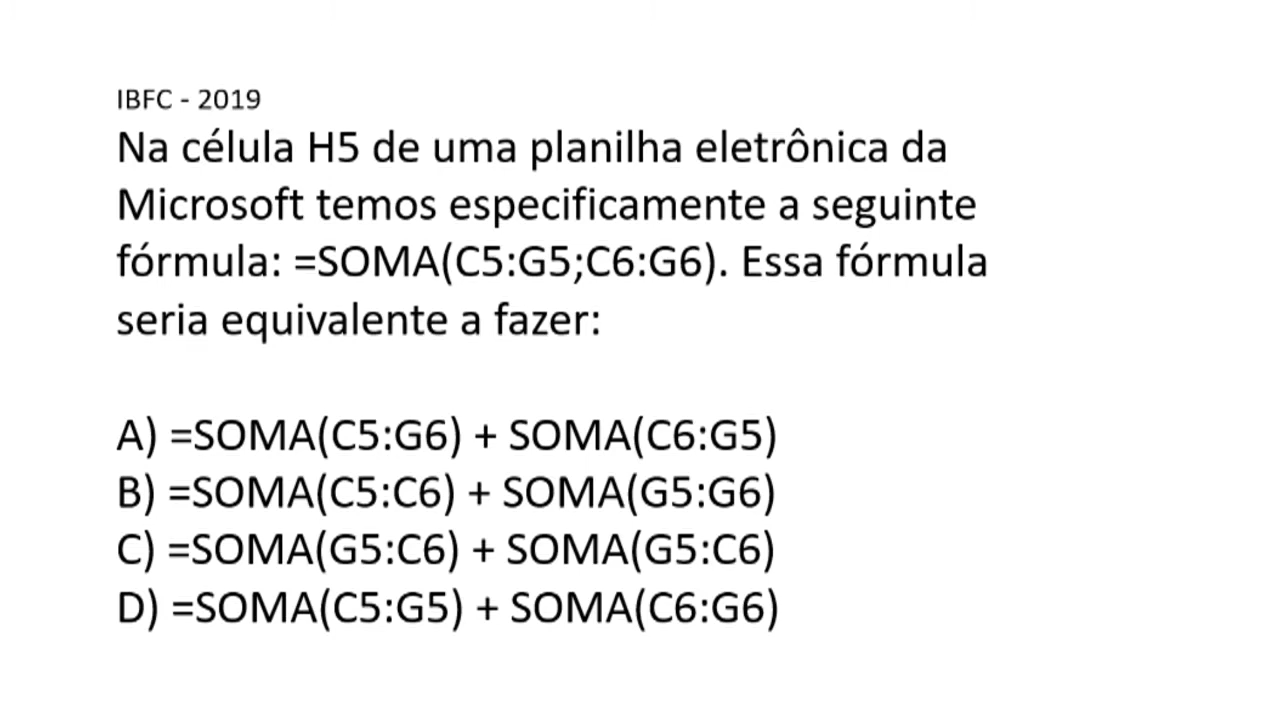 IBFC - 2019
Na célula H5 de uma planilha eletrônica da
Microsoft temos especificamente a seguinte
fórmula: =SOMA(C5:G5;C6:G6). Essa fórmula
seria equivalente a fazer:
A) =SOMA(C5:G6) + SOMA(C6:G5)
B) =SOMA(C5:C6) + SOMA(G5:G6)
C) =SOMA(G5:C6) + SOMA(G5:C6)
D) =SOMA(C5:G5) + SOMA(C6:G6)